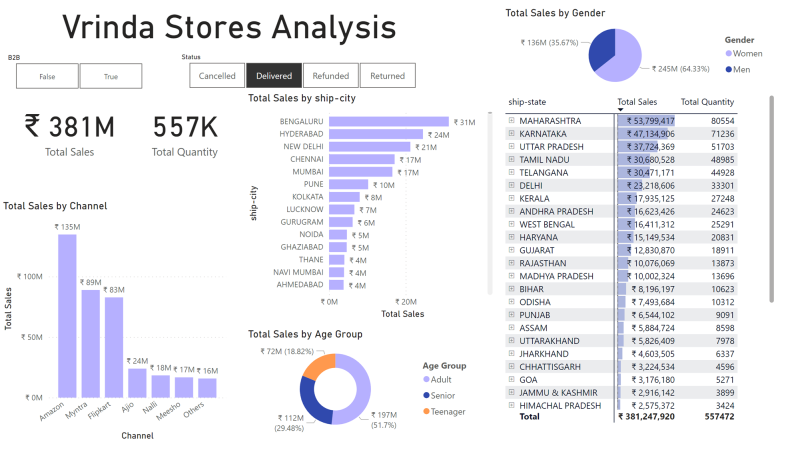 Vrinda Stores Analysis
B2B
False
True
Status
Cancelled
Delivered
Refunded
Returned
₹ 381M
Total Sales
557K
Total Quantity
Total Sales by Channel
Total Sales
₹ 100M
₹ 50M
₹ 0M
₹ 135M
₹ 89M
₹ 83M
₹ 24M
₹ 18M
₹ 17M
₹ 16M
Amazon
Myntra
Flipkart
Ajio
Nalli
Meesho
Others
Channel
Total Sales by ship-city
ship-city
BENGALURU ₹ 31M
HYDERABAD ₹ 24M
NEW DELHI ₹ 21M
CHENNAI ₹ 17M
MUMBAI ₹ 17M
PUNE ₹ 10M
KOLKATA ₹ 8M
LUCKNOW ₹ 7M
GURUGRAM ₹ 6M
NOIDA ₹ 5M
GHAZIABAD ₹ 5M
THANE ₹ 4M
NAVI MUMBAI ₹ 4M
AHMEDABAD ₹ 4M
₹ 0M ₹ 20M
Total Sales
Total Sales by Age Group
₹ 72M (18.82%)
₹ 112M
(29.48%)
₹ 197M
(51.7%)
Age Group
Adult
Senior
Teenager
Total Sales by Gender
₹ 136M (35.67%)
₹ 245M (64.33%)
Gender
Women
Men
ship-state Total Sales Total Quantity
MAHARASHTRA ₹ 53,799,417 80554
KARNATAKA ₹ 47,134,906 71236
UTTAR PRADESH ₹ 37,724,369 51703
TAMIL NADU ₹ 30,680,528 48985
TELANGANA ₹ 30,471,171 44928
DELHI ₹ 23,218,606 33301
KERALA ₹ 17,935,125 27248
ANDHRA PRADESH ₹ 16,623,426 24623
WEST BENGAL ₹ 16,411,312 25291
HARYANA ₹ 15,149,534 20831
GUJARAT ₹ 12,830,870 18911
RAJASTHAN ₹ 10,076,069 13873
MADHYA PRADESH ₹ 10,002,324 13696
BIHAR ₹ 8,196,197 10623
ODISHA ₹ 7,493,684 10312
PUNJAB ₹ 6,544,102 9091
ASSAM ₹ 5,884,724 8598
UTTARAKHAND ₹ 5,826,409 7978
JHARKHAND ₹ 4,603,505 6337
CHHATTISGARH ₹ 3,224,534 4596
GOA ₹ 3,176,180 5271
JAMMU & KASHMIR ₹ 2,916,142 3899
HIMACHAL PRADESH ₹ 2,575,372 3424
Total ₹ 381,247,920 557472